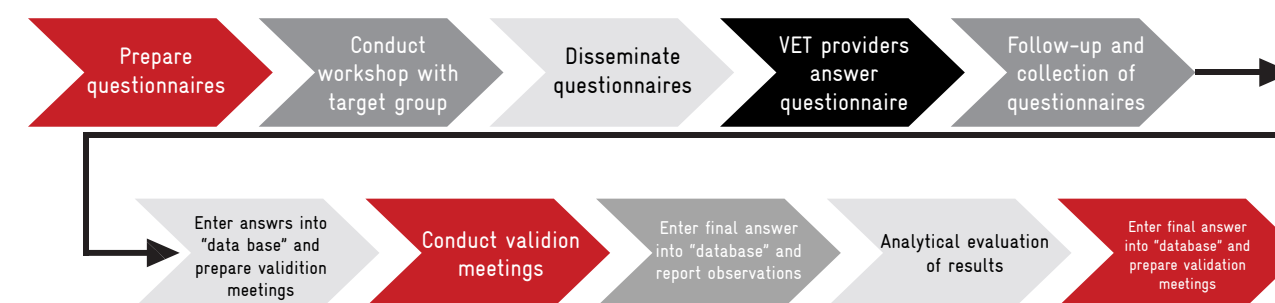 Prepare
questionnaires
Conduct
workshop with
target group
Disseminate
questionnaires
VET providers
answer
questionnaire
Follow-up and
collection of
questionnaires
Enter answrs into
"data base" and
prepare validition
meetings
Conduct validion
meetings
Enter final answer
into "database" and
report observations
Analytical evaluation
of results
Enter final answer
into "database" and
prepare validation
meetings